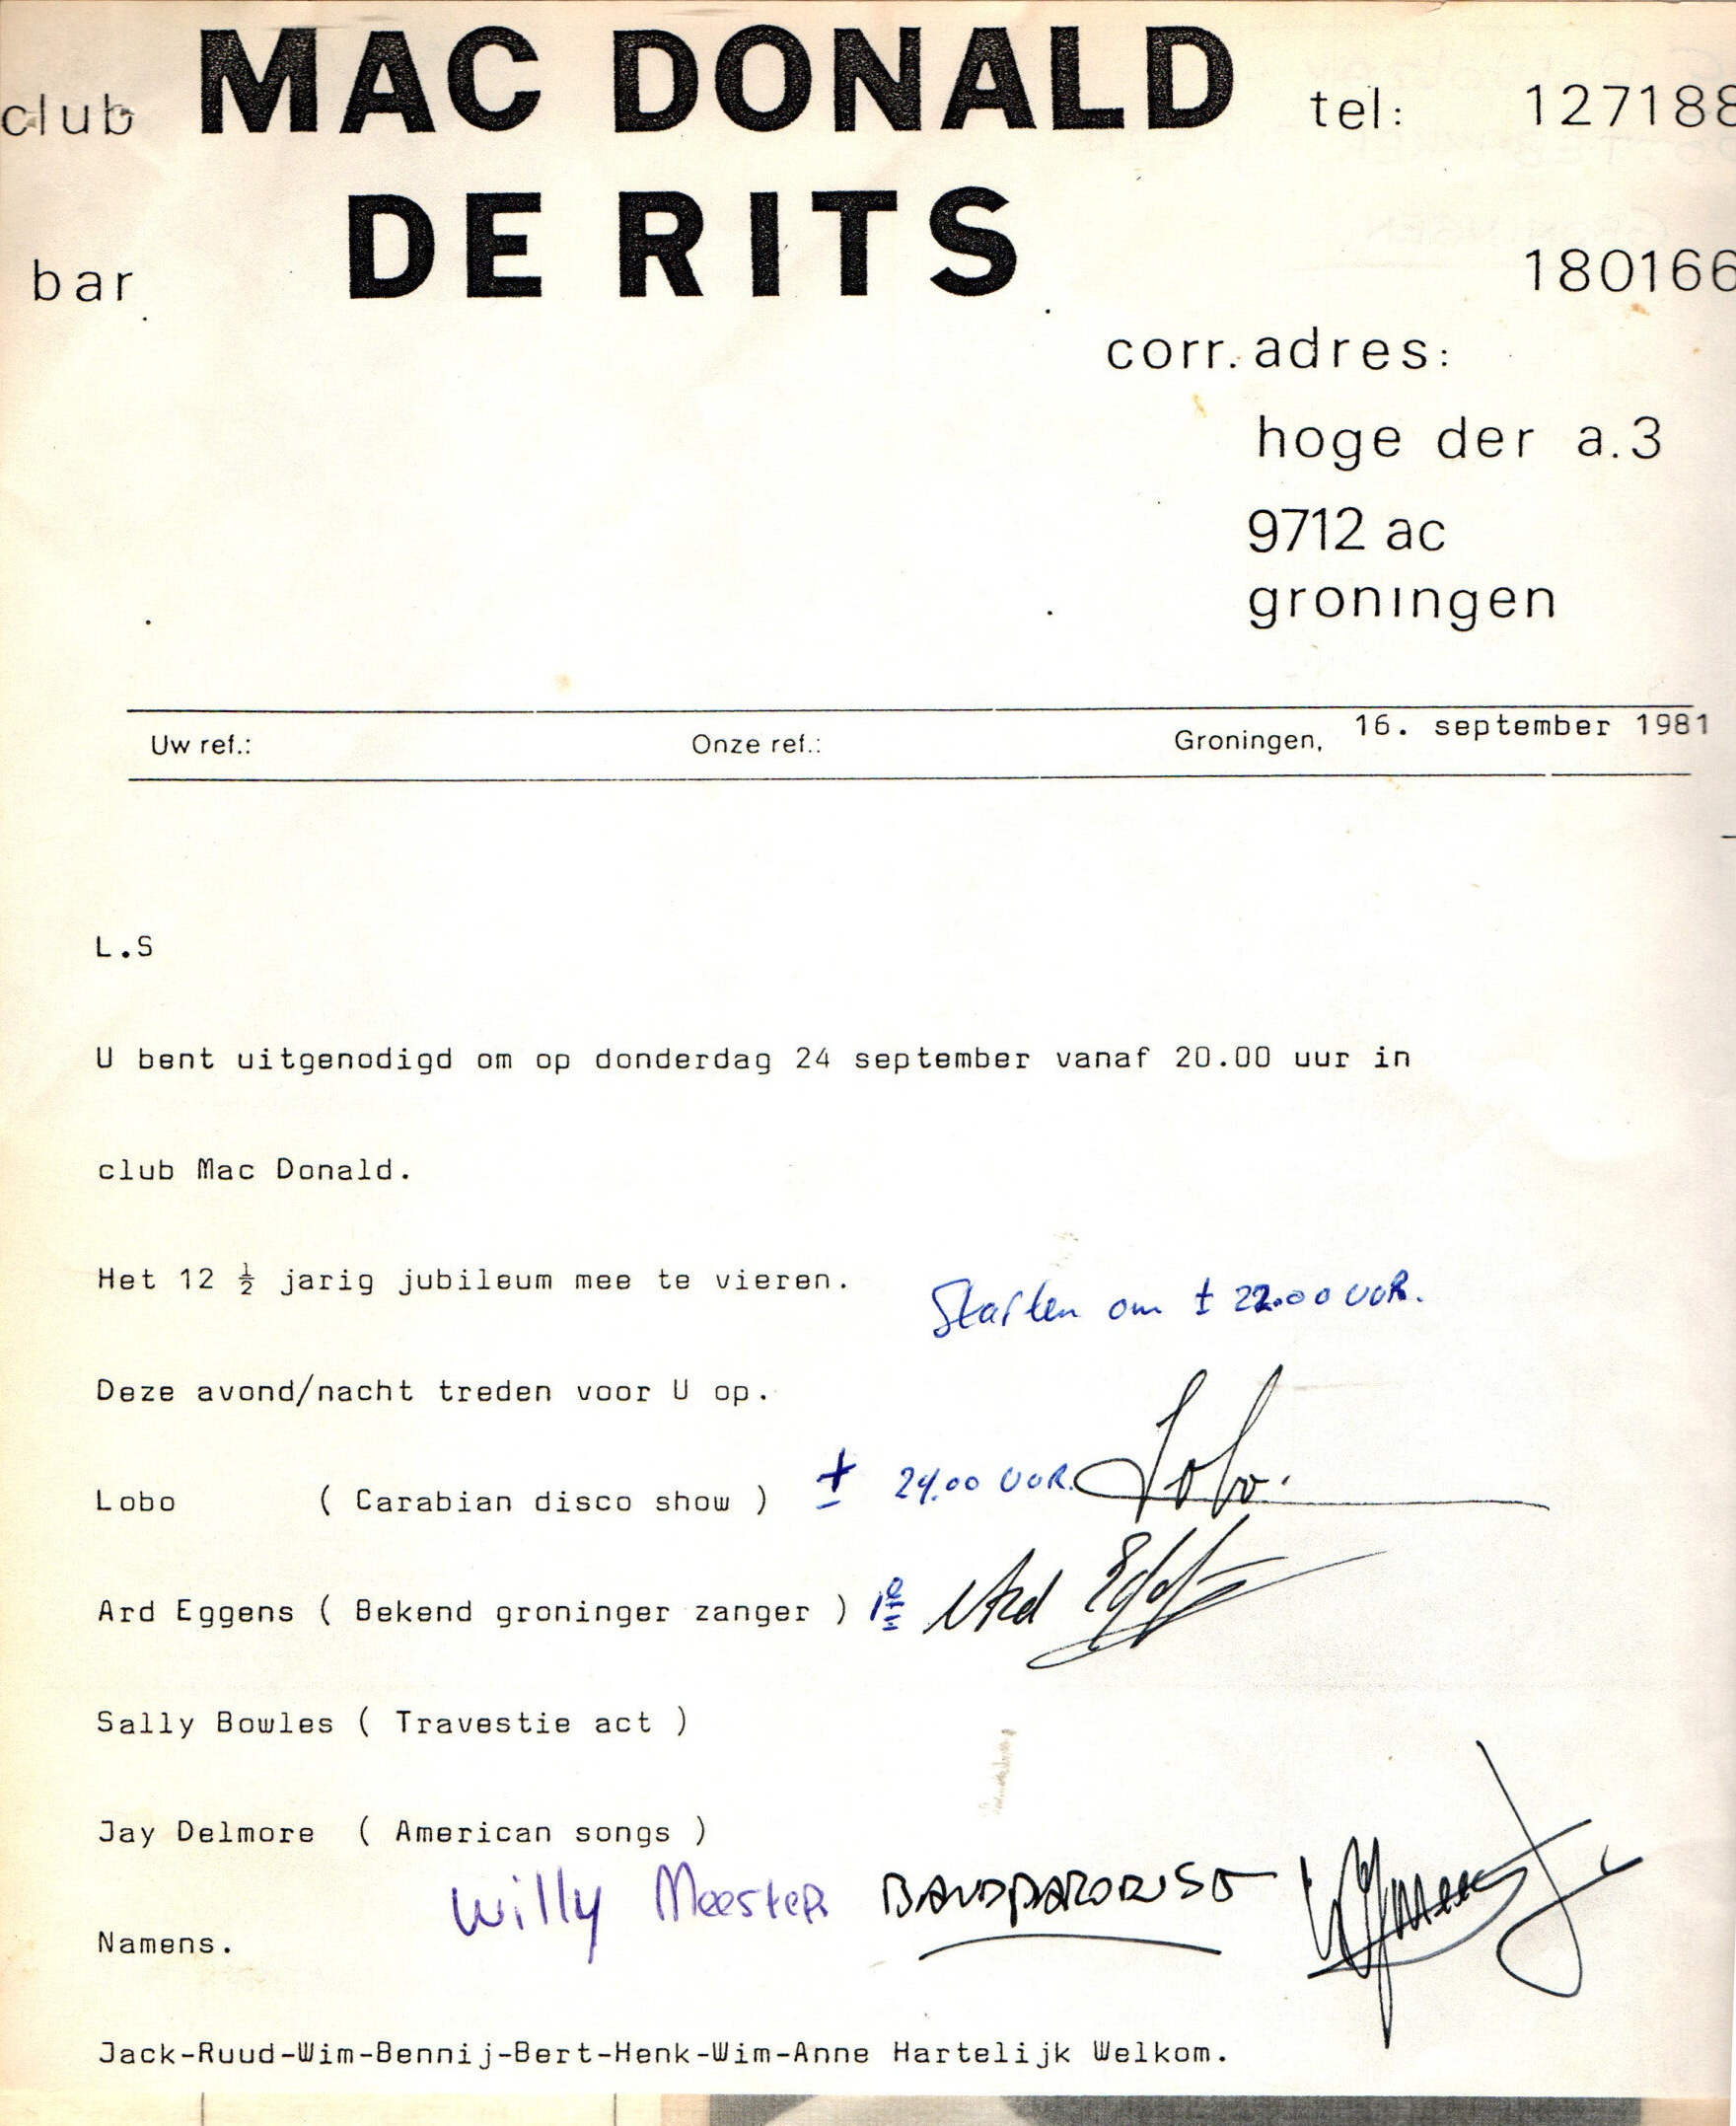 club MAC DONALD tel: 127188
bar DE RITS 180166
corr. adres:
hoge der a.3
9712 ac
groningen
Uw ref.: Onze ref.: Groningen, 16. september 1981
L.S
U bent uitgenodigd om op donderdag 24 september vanaf 20.00 uur in
club Mac Donald.
Het 12 ½ jarig jubileum mee te vieren.
Starten om ± 22.00 UUR.
Deze avond/nacht treden voor U op.
Lobo ( Carabian disco show ) ± 24.00 UUR. Lobo.
Ard Eggens ( Bekend groninger zanger ) 1e Ard
Sally Bowles ( Travestie act )
Jay Delmore ( American songs )
Willy Meester BANDPARODIST
Namens.
Jack-Ruud-Wim-Bennij-Bert-Henk-Wim-Anne Hartelijk Welkom.